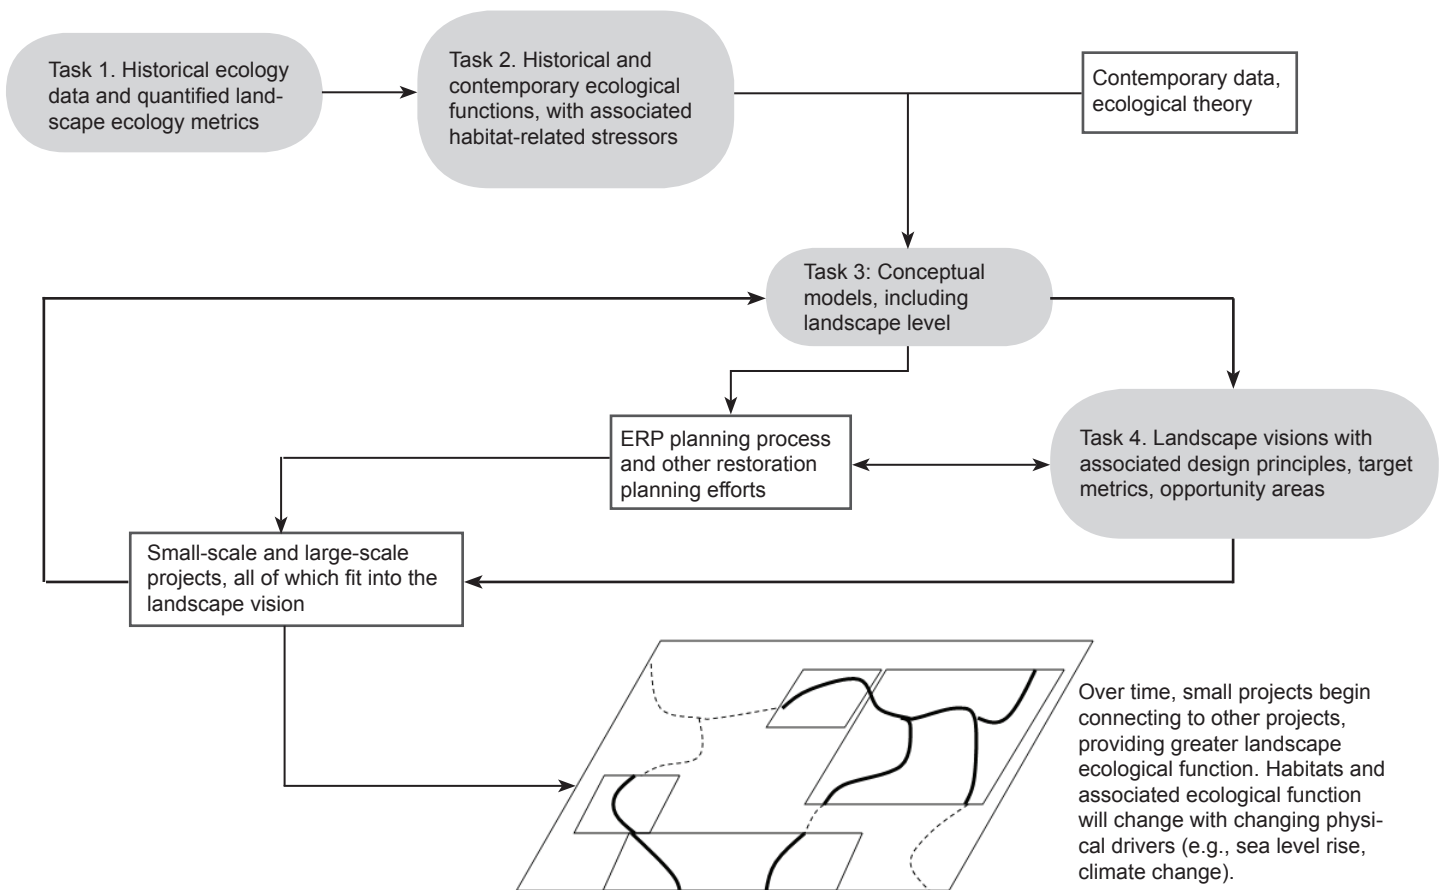 Task 1. Historical ecology
data and quantified land-
scape ecology metrics
Task 2. Historical and
contemporary ecological
functions, with associated
habitat-related stressors
Contemporary data,
ecological theory
Task 3: Conceptual
models, including
landscape level
ERP planning process
and other restoration
planning efforts
Task 4. Landscape visions with
associated design principles, target
metrics, opportunity areas
Small-scale and large-scale
projects, all of which fit into the
landscape vision
Over time, small projects begin
connecting to other projects,
providing greater landscape
ecological function. Habitats and
associated ecological function
will change with changing physi-
cal drivers (e.g., sea level rise,
climate change).